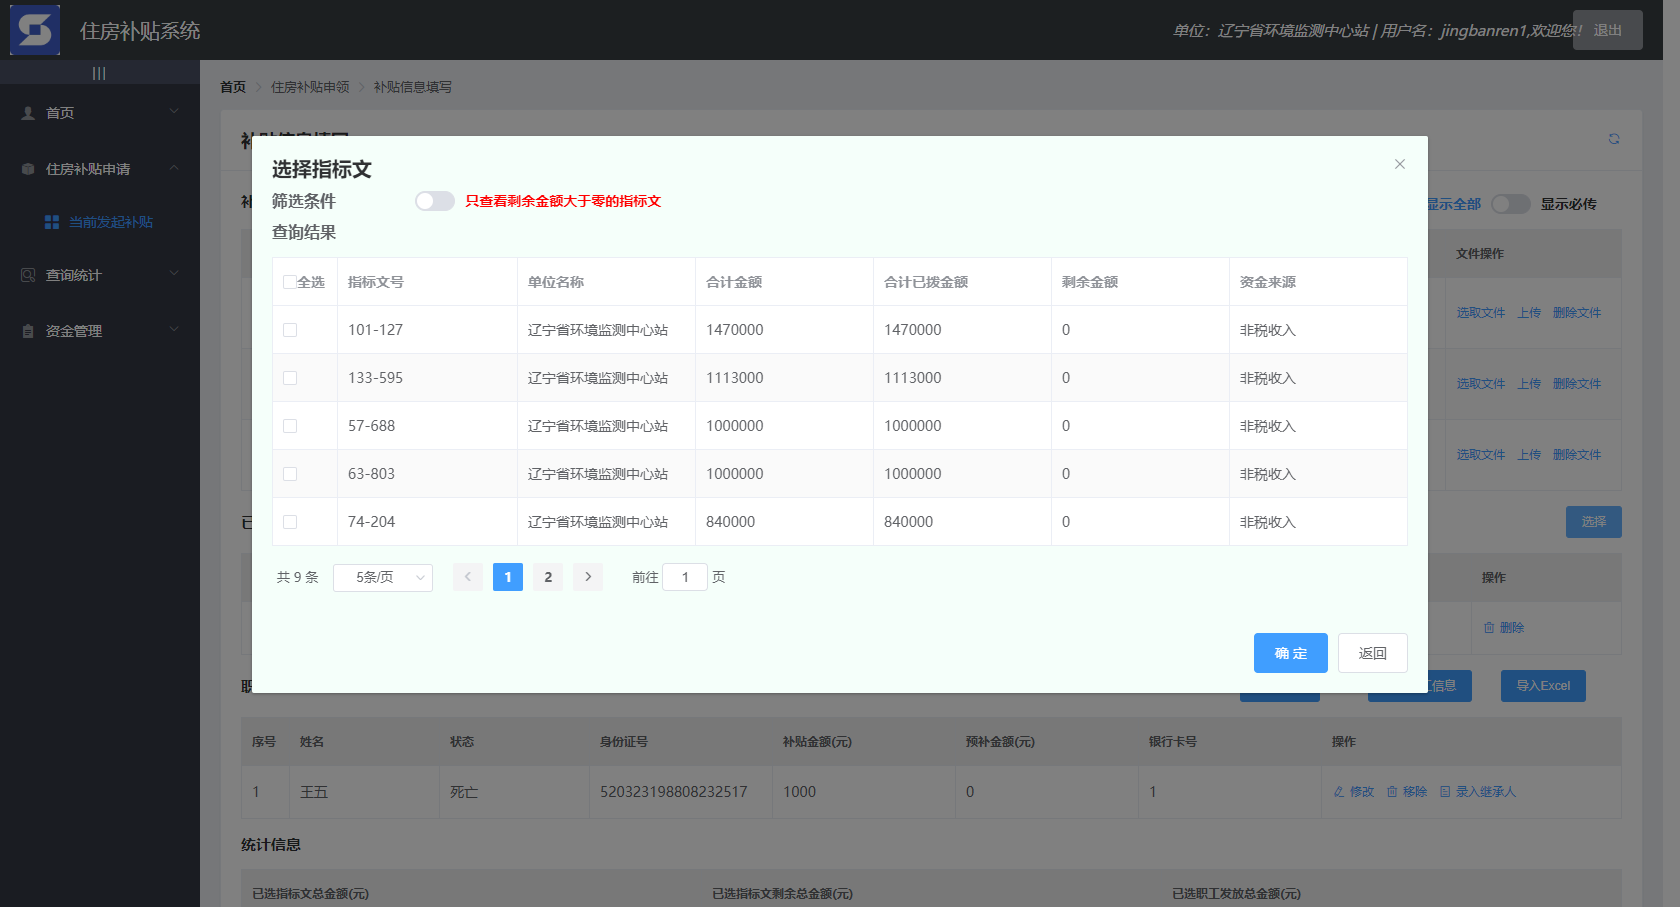 住房补贴系统
单位：辽宁省环境监测中心站 | 用户名：jingbanren1,欢迎您!
退出
首页
住房补贴申请
当前发起补贴
查询统计
资金管理
首页 > 住房补贴申领 > 补贴信息填写
补贴信息填写
选择指标文
筛选条件 只查看剩余金额大于零的指标文
查询结果
全选 指标文号 单位名称 合计金额 合计已拨金额 剩余金额 资金来源
101-127 辽宁省环境监测中心站 1470000 1470000 0 非税收入
133-595 辽宁省环境监测中心站 1113000 1113000 0 非税收入
57-688 辽宁省环境监测中心站 1000000 1000000 0 非税收入
63-803 辽宁省环境监测中心站 1000000 1000000 0 非税收入
74-204 辽宁省环境监测中心站 840000 840000 0 非税收入
共 9 条 5条/页 1 2 前往 1 页
确 定 返回
显示全部 显示必传
文件操作
选取文件 上传 删除文件
选取文件 上传 删除文件
选取文件 上传 删除文件
选择
操作
删除
信息 导入Excel
序号 姓名 状态 身份证号 补贴金额(元) 预补金额(元) 银行卡号 操作
1 王五 死亡 520323198808232517 1000 0 1 修改 移除 录入继承人
统计信息
已选指标文总金额(元) 已选指标文剩余总金额(元) 已选职工发放总金额(元)